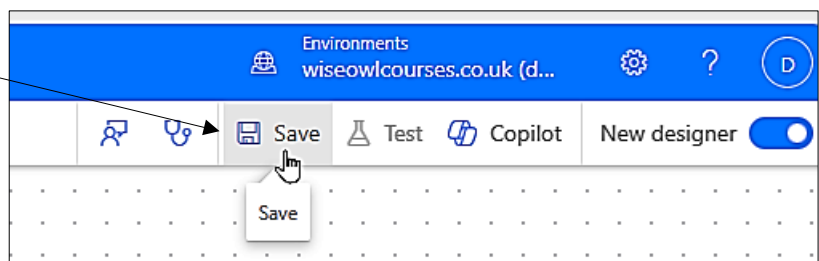 Environments
wiseowlcourses.co.uk (d...
?
D
Save
Test
Copilot
New designer
Save